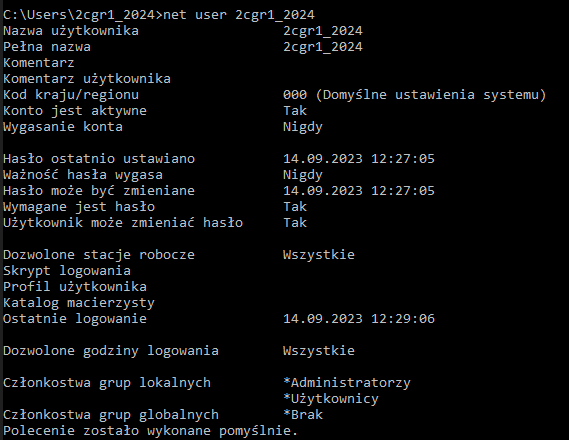 C:\Users\2cgr1_2024>net user 2cgr1_2024
Nazwa użytkownika 2cgr1_2024
Pełna nazwa 2cgr1_2024
Komentarz
Komentarz użytkownika
Kod kraju/regionu 000 (Domyślne ustawienia systemu)
Konto jest aktywne Tak
Wygasanie konta Nigdy
Hasło ostatnio ustawiano 14.09.2023 12:27:05
Ważność hasła wygasa Nigdy
Hasło może być zmieniane 14.09.2023 12:27:05
Wymagane jest hasło Tak
Użytkownik może zmieniać hasło Tak
Dozwolone stacje robocze Wszystkie
Skrypt logowania
Profil użytkownika
Katalog macierzysty
Ostatnie logowanie 14.09.2023 12:29:06
Dozwolone godziny logowania Wszystkie
Członkostwa grup lokalnych *Administratorzy
*Użytkownicy
Członkostwa grup globalnych *Brak
Polecenie zostało wykonane pomyślnie.